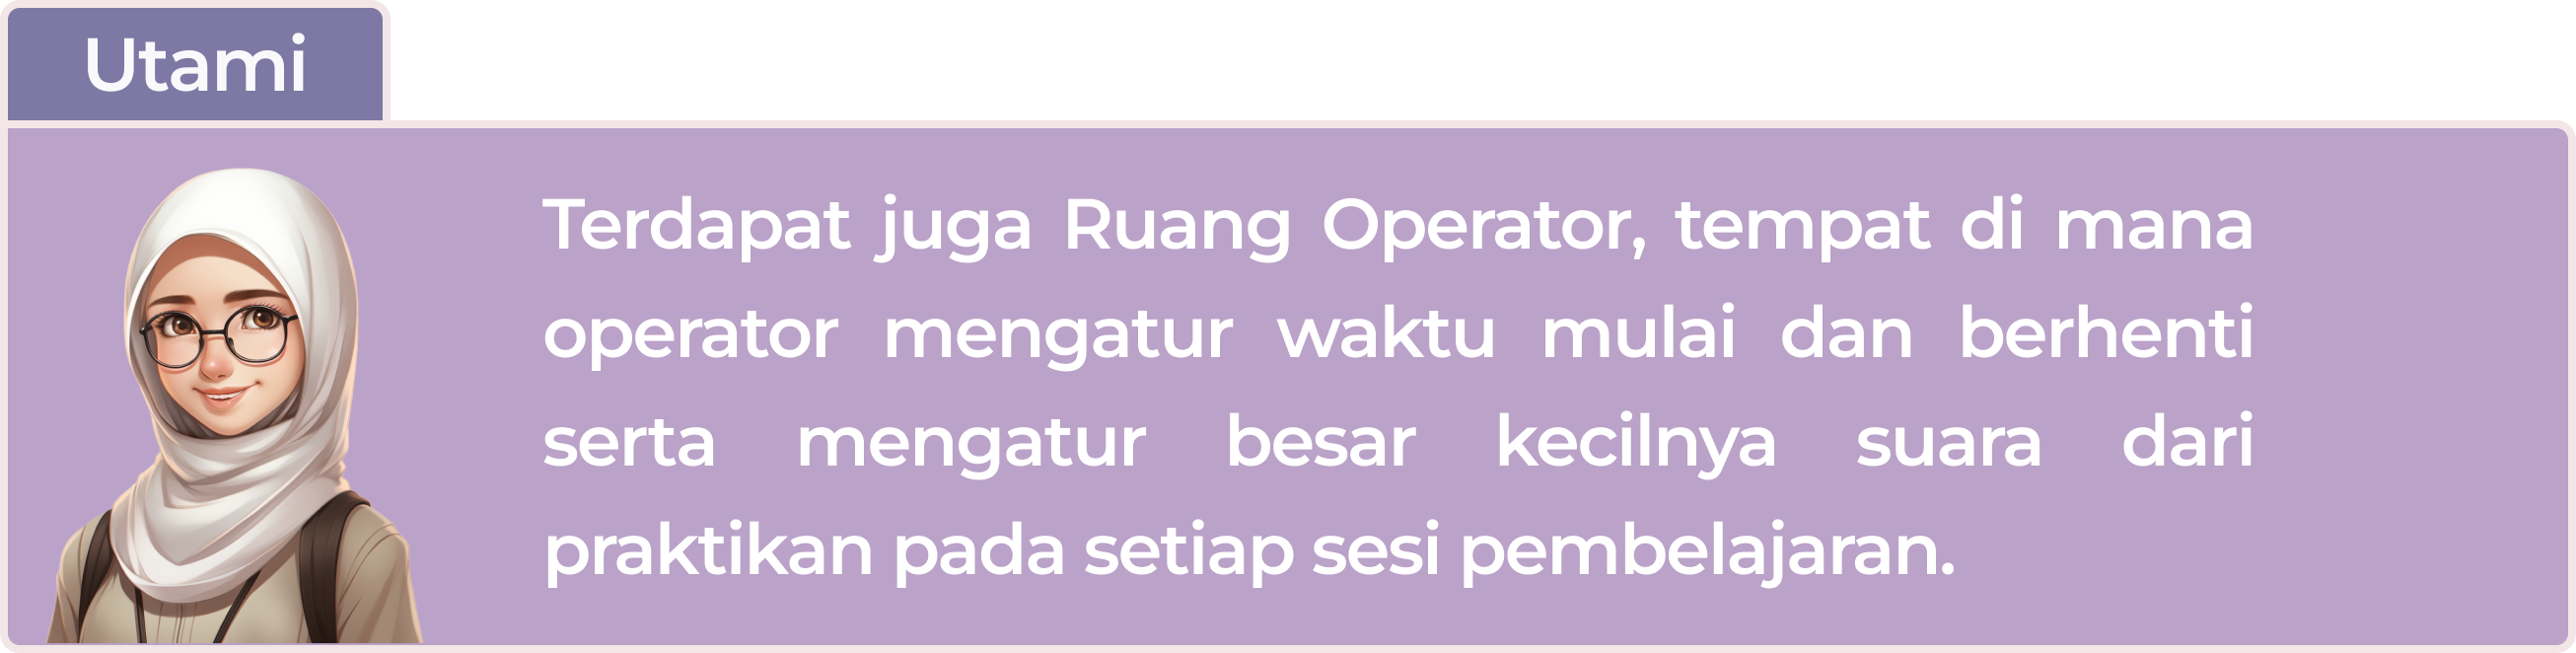 Utami
Terdapat juga Ruang Operator, tempat di mana
operator mengatur waktu mulai dan berhenti
serta mengatur besar kecilnya suara dari
praktikan pada setiap sesi pembelajaran.